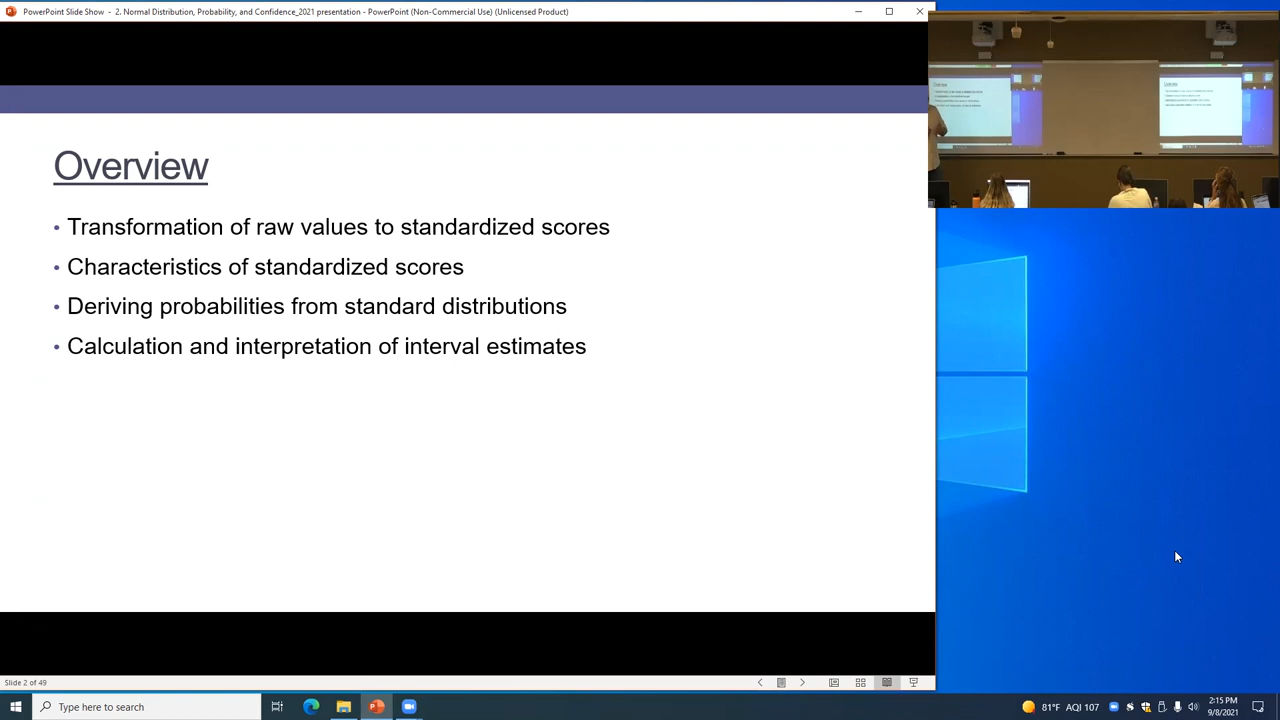 PowerPoint Slide Show - 2. Normal Distribution, Probability, and Confidence_2021 presentation - PowerPoint (Non-Commercial Use) (Unlicensed Product)
Overview
• Transformation of raw values to standardized scores
• Characteristics of standardized scores
• Deriving probabilities from standard distributions
• Calculation and interpretation of interval estimates
Slide 2 of 49
Type here to search
81°F AQI 107
2:15 PM
9/8/2021